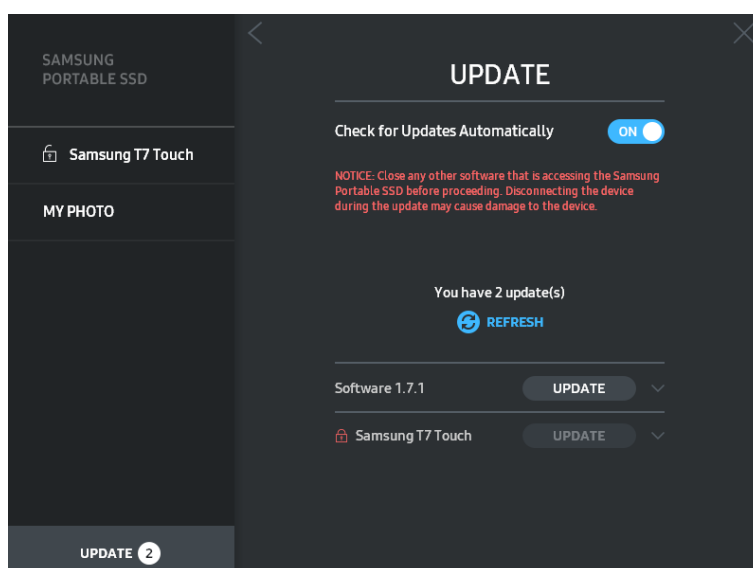 SAMSUNG
PORTABLE SSD
Samsung T7 Touch
MY PHOTO
UPDATE 2
UPDATE
Check for Updates Automatically ON
NOTICE: Close any other software that is accessing the Samsung
Portable SSD before proceeding. Disconnecting the device
during the update may cause damage to the device.
You have 2 update(s)
REFRESH
Software 1.7.1 UPDATE
Samsung T7 Touch UPDATE